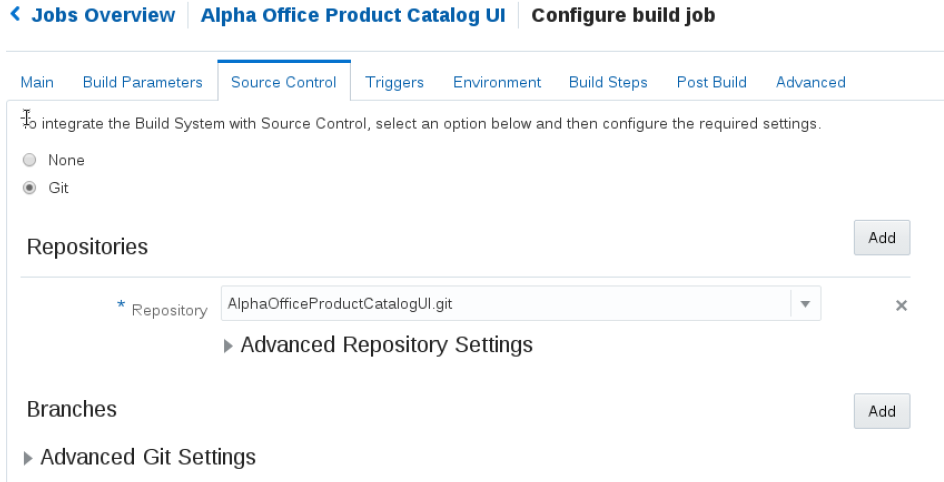 Jobs Overview Alpha Office Product Catalog UI Configure build job
Main Build Parameters Source Control Triggers Environment Build Steps Post Build Advanced
To integrate the Build System with Source Control, select an option below and then configure the required settings.
None
Git
Repositories Add
* Repository AlphaOfficeProductCatalogUI.git
Advanced Repository Settings
Branches Add
Advanced Git Settings